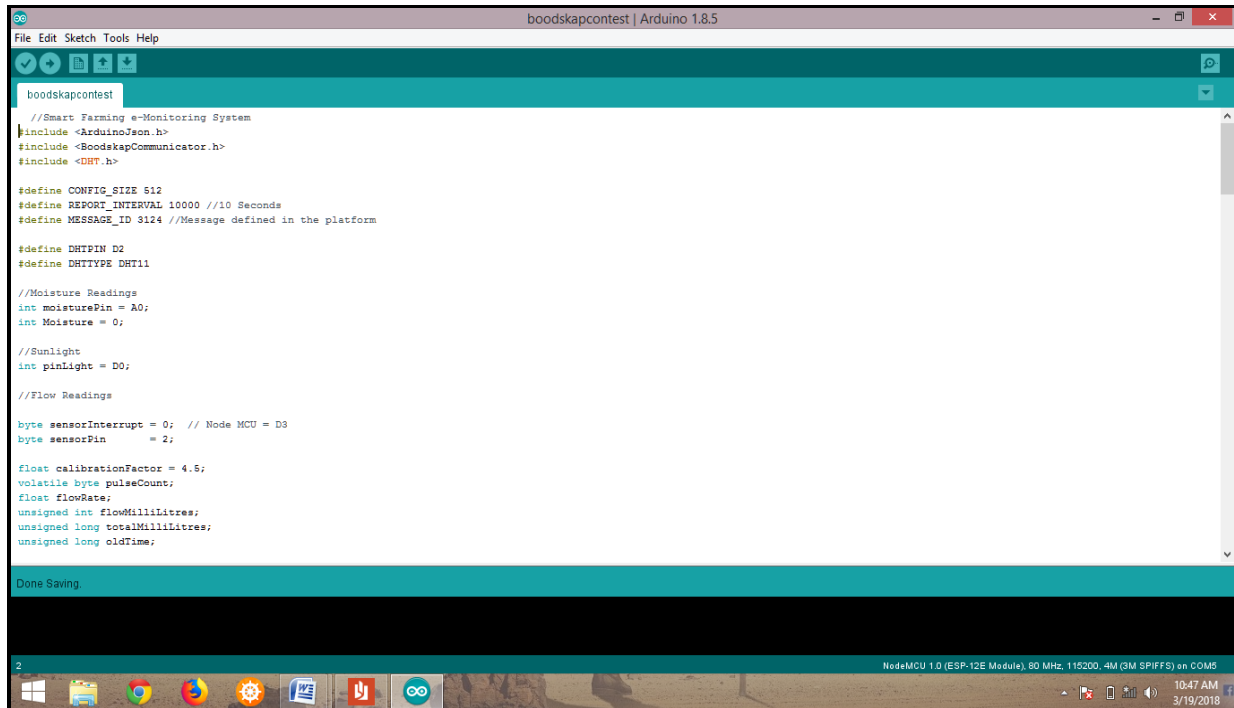 boodskapcontest | Arduino 1.8.5
File Edit Sketch Tools Help
boodskapcontest
//Smart Farming e-Monitoring System
#include <ArduinoJson.h>
#include <BoodskapCommunicator.h>
#include <DHT.h>
#define CONFIG_SIZE 512
#define REPORT_INTERVAL 10000 //10 Seconds
#define MESSAGE_ID 3124 //Message defined in the platform
#define DHTPIN D2
#define DHTTYPE DHT11
//Moisture Readings
int moisturePin = A0;
int Moisture = 0;
//Sunlight
int pinLight = D0;
//Flow Readings
byte sensorInterrupt = 0;  // Node MCU = D3
byte sensorPin       = 2;
float calibrationFactor = 4.5;
volatile byte pulseCount;
float flowRate;
unsigned int flowMilliLitres;
unsigned long totalMilliLitres;
unsigned long oldTime;
Done Saving.
2
NodeMCU 1.0 (ESP-12E Module), 80 MHz, 115200, 4M (3M SPIFFS) on COM5
10:47 AM
3/19/2018